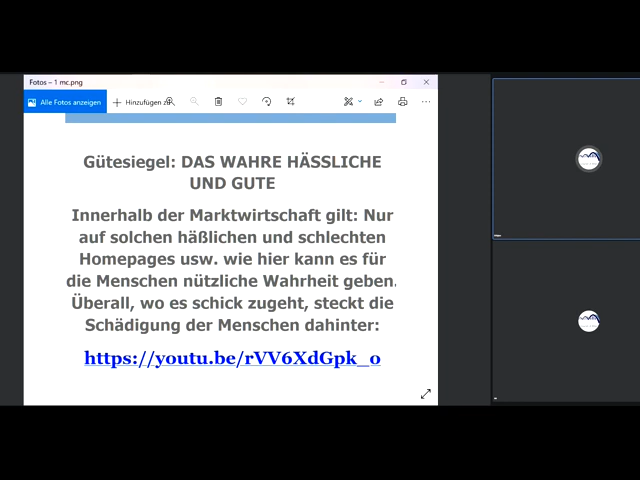 Fotos – 1 mc.png
Alle Fotos anzeigen
Hinzufügen
Gütesiegel: DAS WAHRE HÄSSLICHE
UND GUTE
Innerhalb der Marktwirtschaft gilt: Nur
auf solchen häßlichen und schlechten
Homepages usw. wie hier kann es für
die Menschen nützliche Wahrheit geben.
Überall, wo es schick zugeht, steckt die
Schädigung der Menschen dahinter:
https://youtu.be/rVV6XdGpk_o